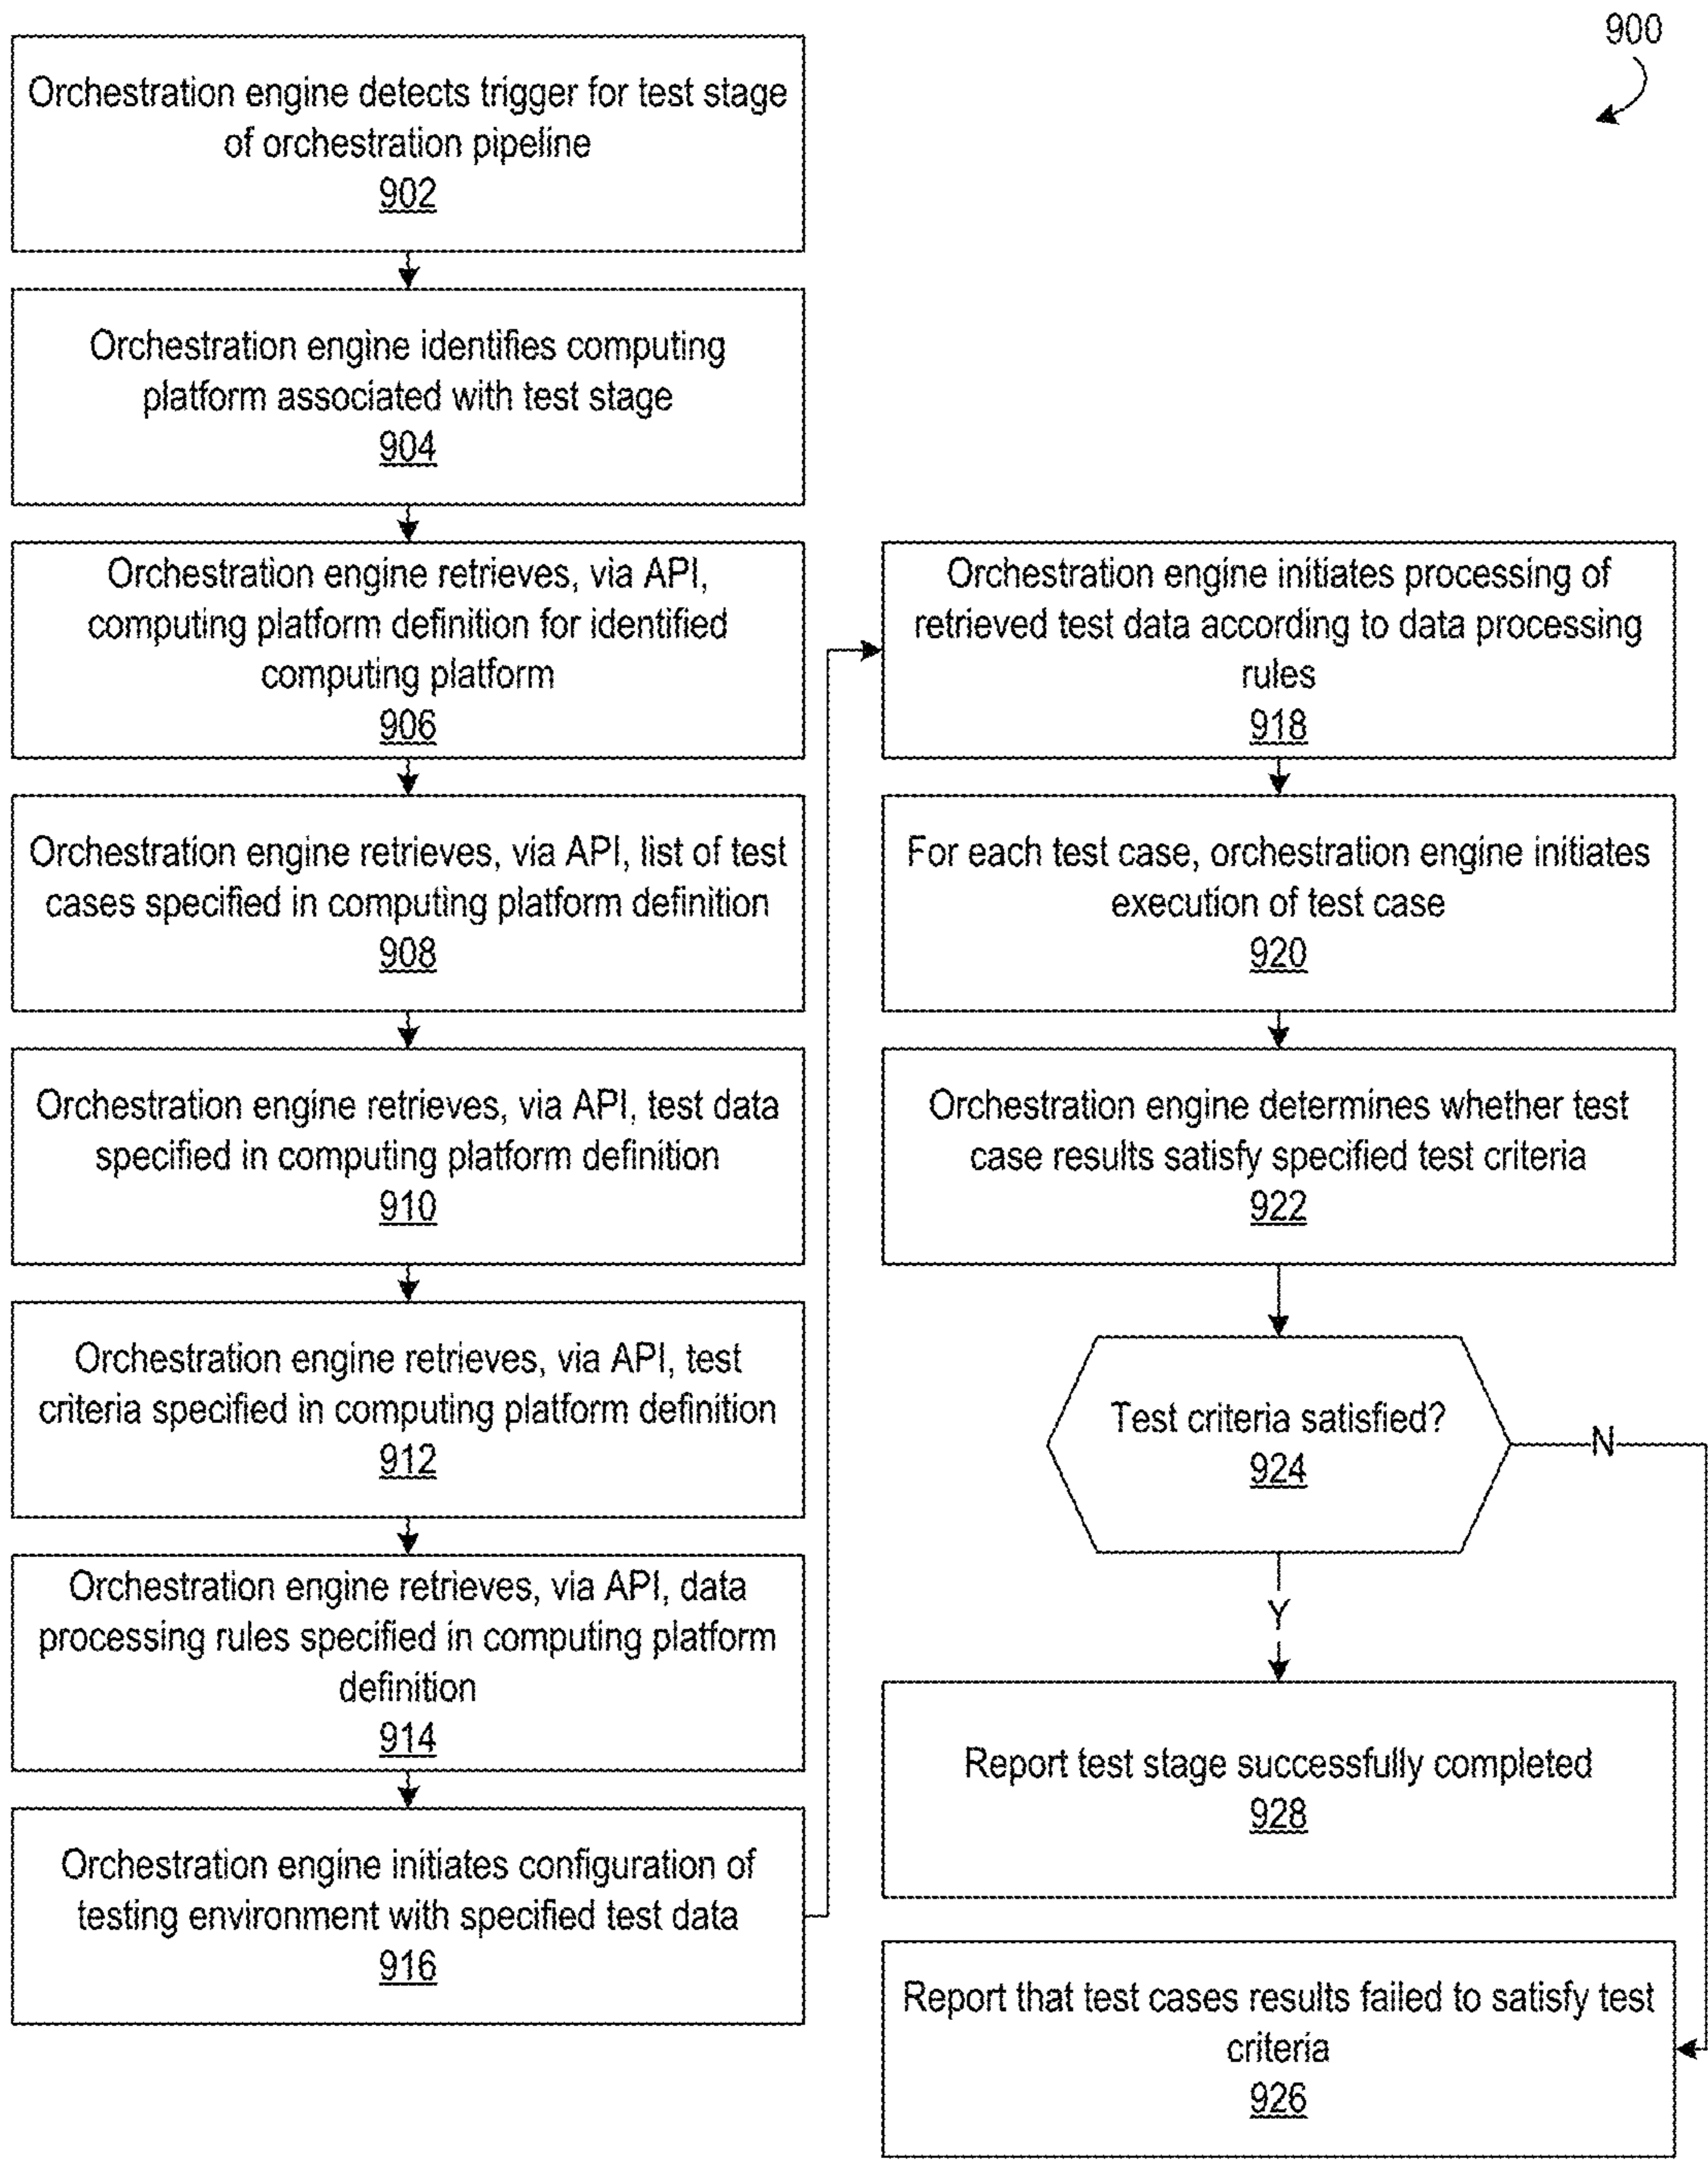 900
Orchestration engine detects trigger for test stage
of orchestration pipeline
902
Orchestration engine identifies computing
platform associated with test stage
904
Orchestration engine retrieves, via API,
computing platform definition for identified
computing platform
906
Orchestration engine retrieves, via API, list of test
cases specified in computing platform definition
908
Orchestration engine retrieves, via API, test data
specified in computing platform definition
910
Orchestration engine retrieves, via API, test
criteria specified in computing platform definition
912
Orchestration engine retrieves, via API, data
processing rules specified in computing platform
definition
914
Orchestration engine initiates configuration of
testing environment with specified test data
916
Orchestration engine initiates processing of
retrieved test data according to data processing
rules
918
For each test case, orchestration engine initiates
execution of test case
920
Orchestration engine determines whether test
case results satisfy specified test criteria
922
Test criteria satisfied?
924
N
Y
Report test stage successfully completed
928
Report that test cases results failed to satisfy test
criteria
926